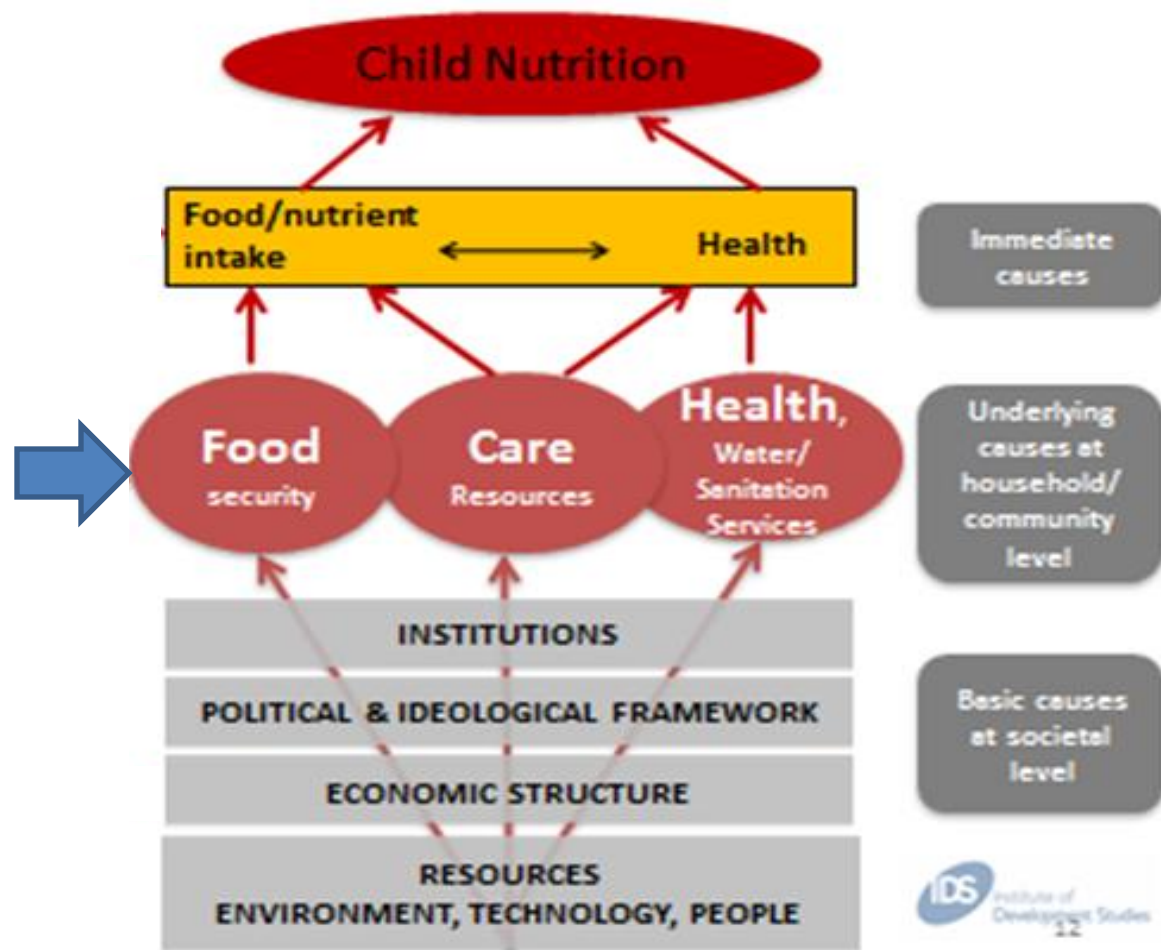 Child Nutrition
Food/nutrient
intake
Health
Immediate
causes
Food
security
Care
Resources
Health,
Water/
Sanitation
Services
Underlying
causes at
household/
community
level
INSTITUTIONS
POLITICAL & IDEOLOGICAL FRAMEWORK
ECONOMIC STRUCTURE
RESOURCES
ENVIRONMENT, TECHNOLOGY, PEOPLE
Basic causes
at societal
level
IDS
Institute of
Development Studies
12